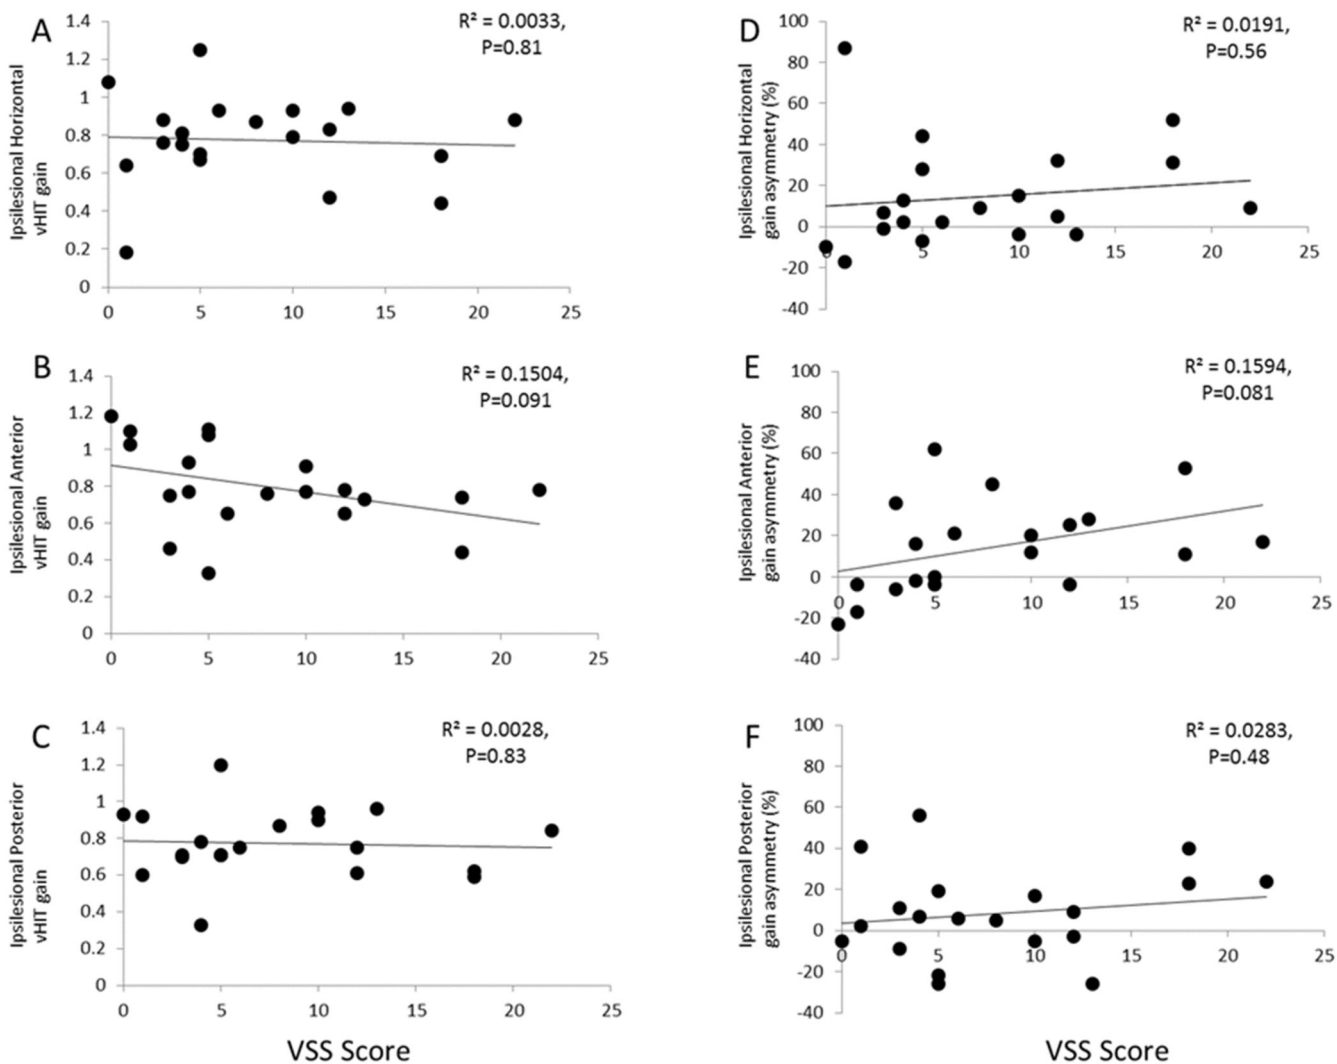 A
R² = 0.0033,
P=0.81
Ipsilesional Horizontal
vHIT gain
1.4
1.2
1
0.8
0.6
0.4
0.2
0
0 5 10 15 20 25
D
R² = 0.0191,
P=0.56
Ipsilesional Horizontal
gain asymmetry (%)
100
80
60
40
20
0
-20
-40
0 5 10 15 20 25
B
R² = 0.1504,
P=0.091
Ipsilesional Anterior
vHIT gain
1.4
1.2
1
0.8
0.6
0.4
0.2
0
0 5 10 15 20 25
E
R² = 0.1594,
P=0.081
Ipsilesional Anterior
gain asymmetry (%)
100
80
60
40
20
0
-20
-40
0 5 10 15 20 25
C
R² = 0.0028,
P=0.83
Ipsilesional Posterior
vHIT gain
1.4
1.2
1
0.8
0.6
0.4
0.2
0
0 5 10 15 20 25
VSS Score
F
R² = 0.0283,
P=0.48
Ipsilesional Posterior
gain asymmetry (%)
100
80
60
40
20
0
-20
-40
0 5 10 15 20 25
VSS Score